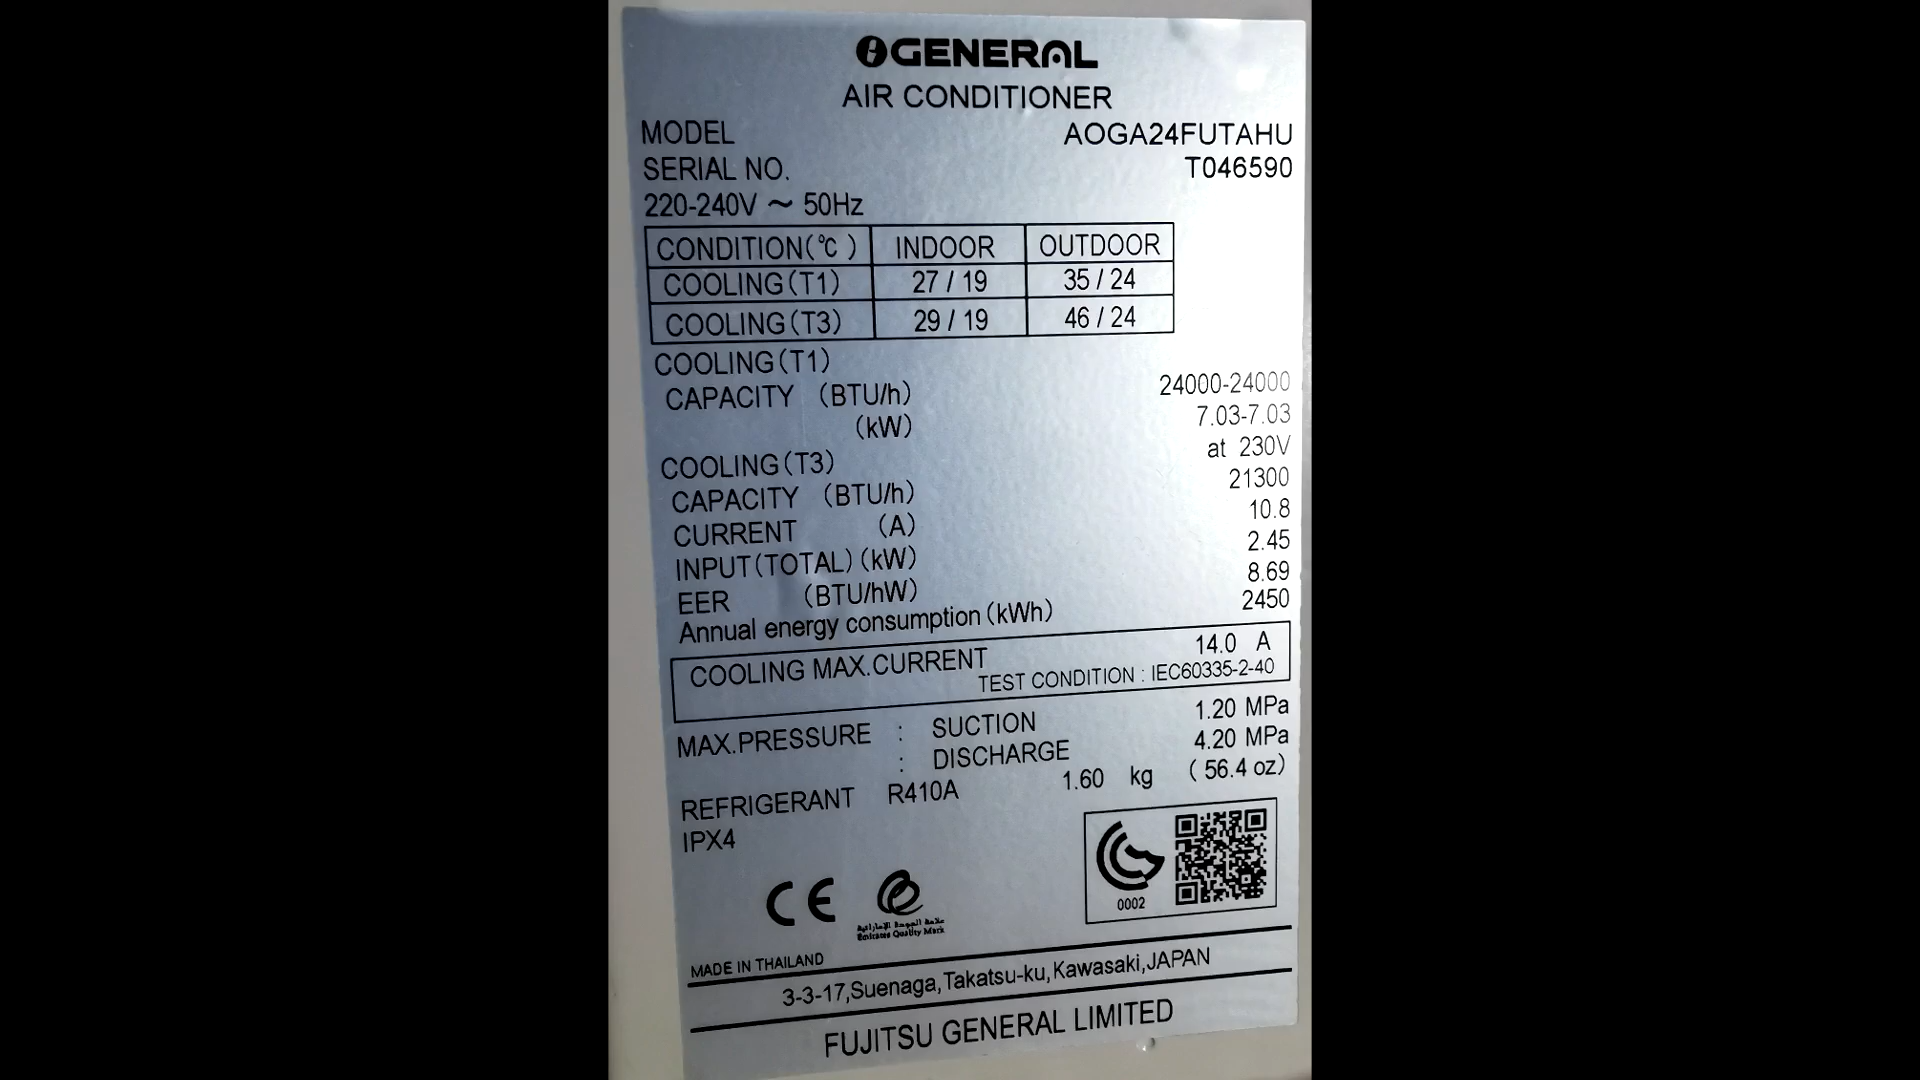 GENERAL
AIR CONDITIONER
MODEL AOGA24FUTAHU
SERIAL NO. T046590
220-240V ~ 50Hz
CONDITION(℃) INDOOR OUTDOOR
COOLING(T1) 27 / 19 35 / 24
COOLING(T3) 29 / 19 46 / 24
COOLING(T1)
CAPACITY (BTU/h) 24000-24000
(kW) 7.03-7.03
at 230V
COOLING(T3)
CAPACITY (BTU/h) 21300
CURRENT (A) 10.8
INPUT(TOTAL)(kW) 2.45
EER (BTU/hW) 8.69
Annual energy consumption(kWh) 2450
COOLING MAX.CURRENT 14.0 A
TEST CONDITION : IEC60335-2-40
MAX.PRESSURE : SUCTION 1.20 MPa
: DISCHARGE 4.20 MPa
REFRIGERANT R410A 1.60 kg (56.4 oz)
IPX4
CE
0002
علامة الجودة الإماراتية
Emirates Quality Mark
MADE IN THAILAND
3-3-17,Suenaga,Takatsu-ku,Kawasaki,JAPAN
FUJITSU GENERAL LIMITED